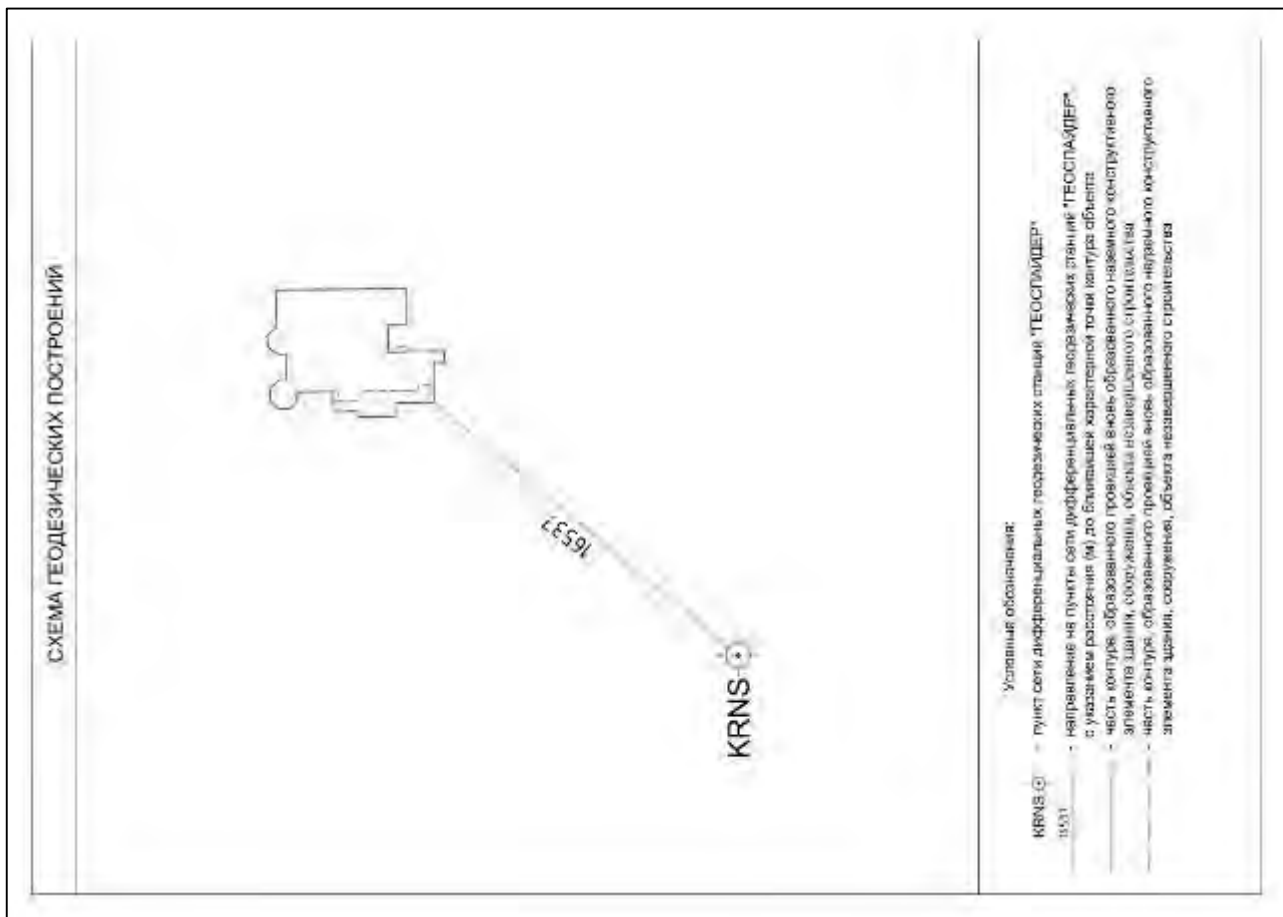 СХЕМА ГЕОДЕЗИЧЕСКИХ ПОСТРОЕНИЙ
16537
KRNS
Условные обозначения:
KRNS - пункт сети дифференциальных геодезических станций "ГЕОСПАЙДЕР"
16537 - направление на пункты сети дифференциальных геодезических станций "ГЕОСПАЙДЕР",
с указанием расстояния (м) до ближайшей характерной точки контура объекта
- часть контура, образованного проекцией вновь образованного наземного конструктивного
элемента здания, сооружения, объекта незавершенного строительства
- часть контура, образованного проекцией вновь образованного надземного конструктивного
элемента здания, сооружения, объекта незавершенного строительства